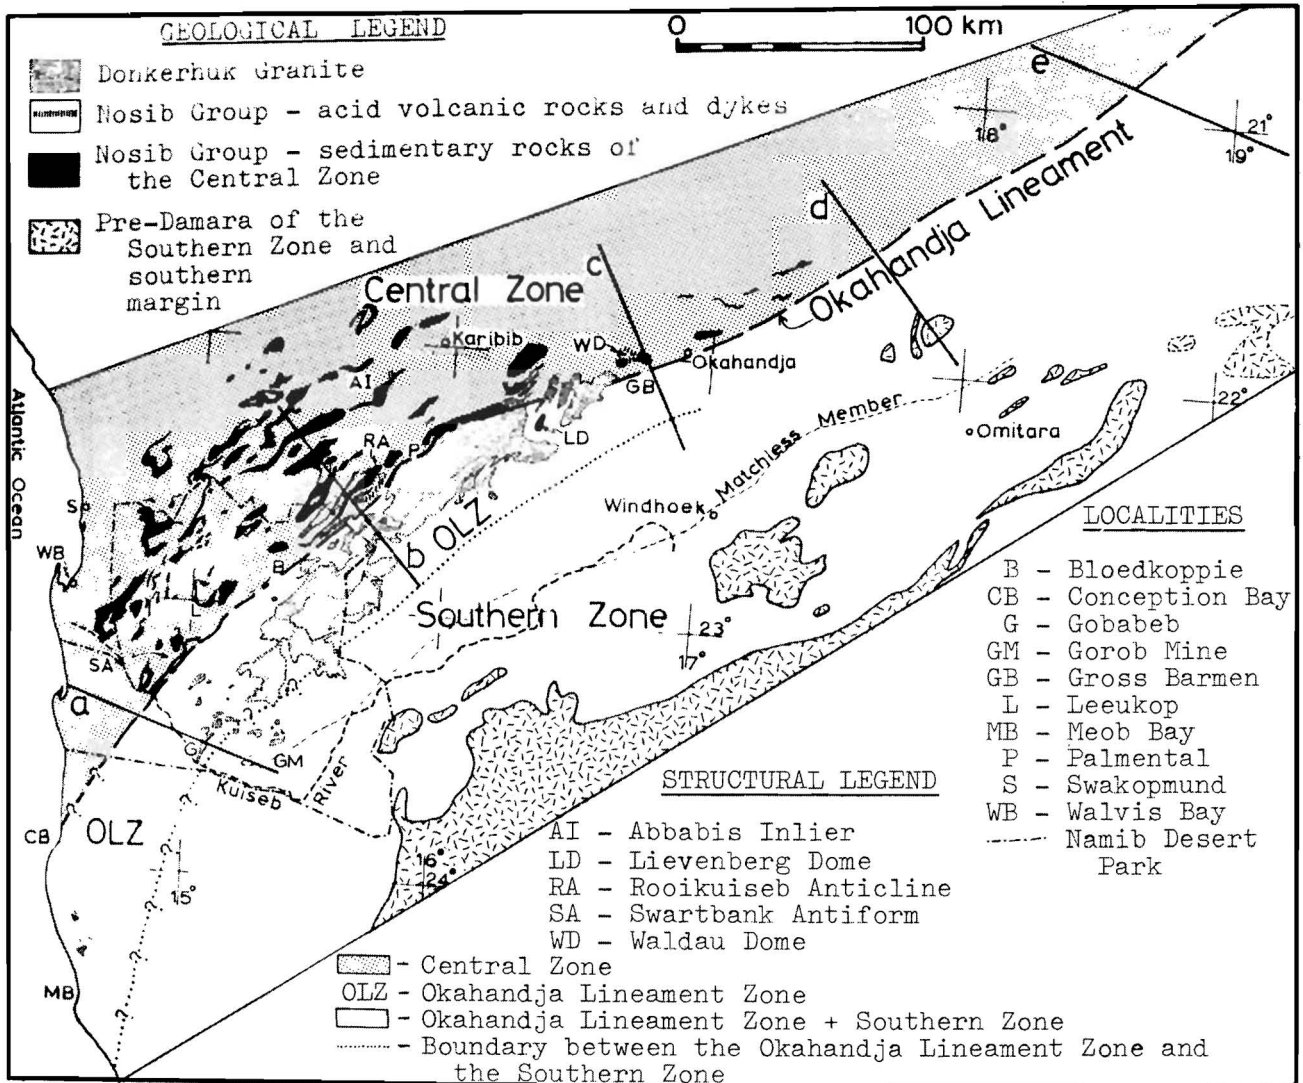 GEOLOGICAL LEGEND
Donkerhuk Granite
Nosib Group – acid volcanic rocks and dykes
Nosib Group – sedimentary rocks of
the Central Zone
Pre-Damara of the
Southern Zone and
southern
margin
0 100 km
e
18°
21°
19°
Okahandja Lineament
d
c
Central Zone
Karibib
WD
Okahandja
GB
AI
22°
Atlantic Ocean
RA
P
LD
Matchless Member
Omitara
S
Windhoek
OLZ
b
WB
B
L
Southern Zone
23°
17°
SA
a
G
GM
Kuiseb
River
CB
OLZ
15°
16°
24°
MB
LOCALITIES
B – Bloedkoppie
CB – Conception Bay
G – Gobabeb
GM – Gorob Mine
GB – Gross Barmen
L – Leeukop
MB – Meob Bay
P – Palmental
S – Swakopmund
WB – Walvis Bay
Namib Desert
Park
STRUCTURAL LEGEND
AI – Abbabis Inlier
LD – Lievenberg Dome
RA – Rooikuiseb Anticline
SA – Swartbank Antiform
WD – Waldau Dome
– Central Zone
OLZ – Okahandja Lineament Zone
– Okahandja Lineament Zone + Southern Zone
– Boundary between the Okahandja Lineament Zone and
the Southern Zone